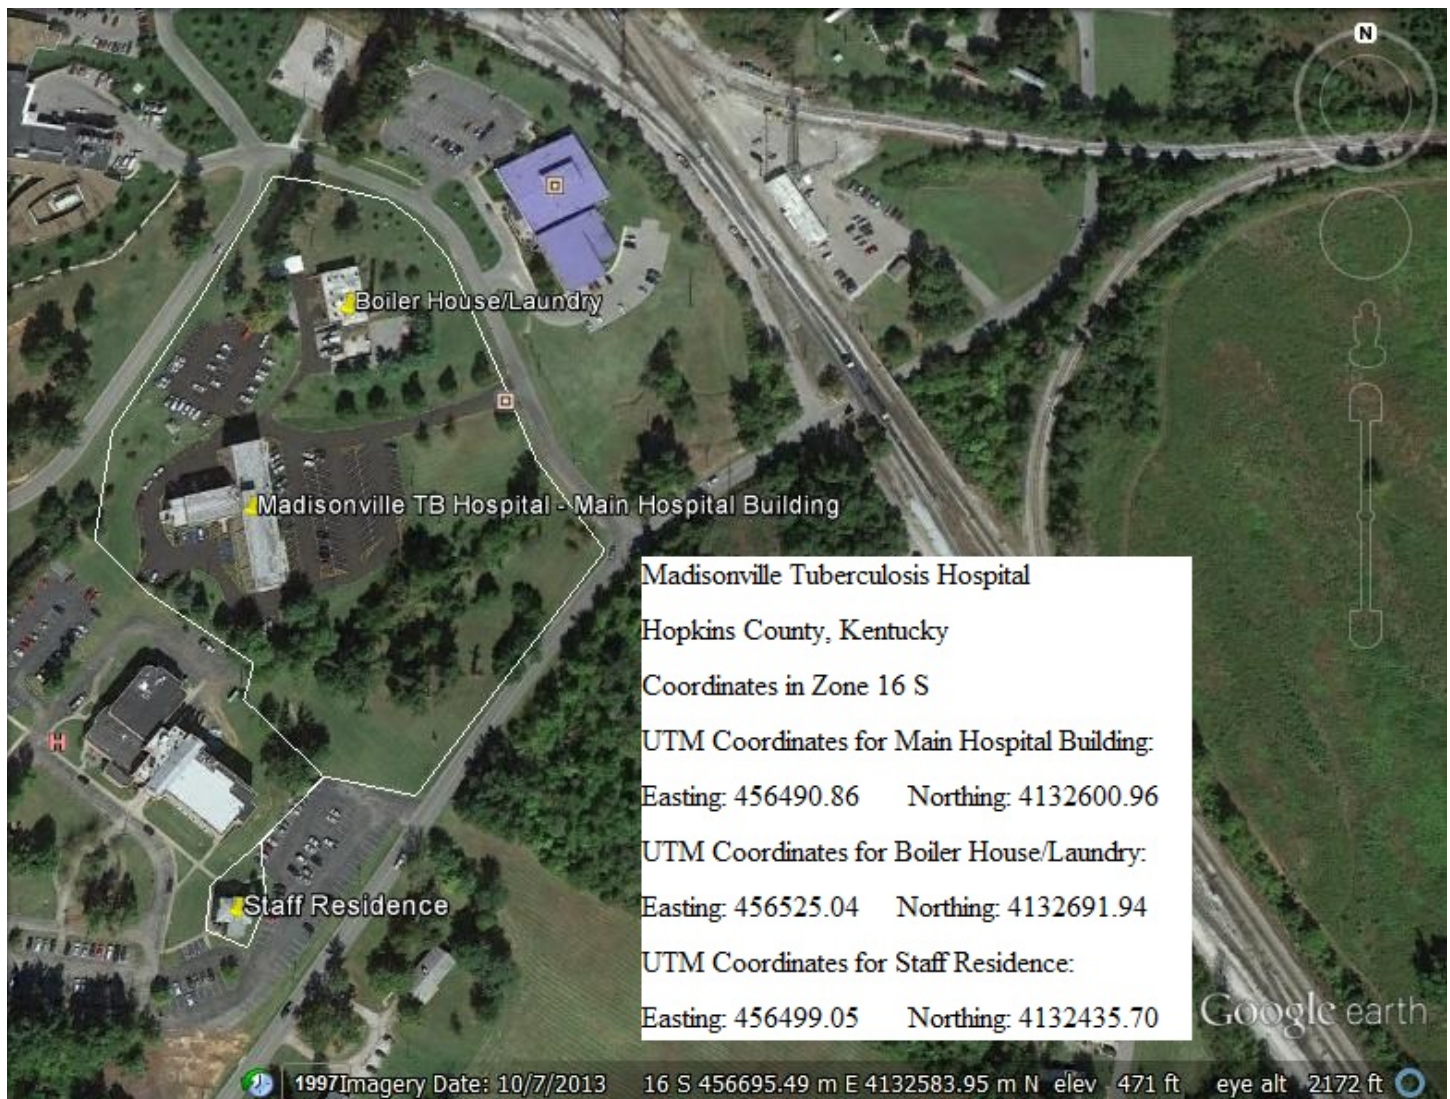 N
Boiler House/Laundry
Madisonville TB Hospital - Main Hospital Building
H
Madisonville Tuberculosis Hospital
Hopkins County, Kentucky
Coordinates in Zone 16 S
UTM Coordinates for Main Hospital Building:
Easting: 456490.86 Northing: 4132600.96
UTM Coordinates for Boiler House/Laundry:
Easting: 456525.04 Northing: 4132691.94
UTM Coordinates for Staff Residence:
Easting: 456499.05 Northing: 4132435.70
Staff Residence
Google earth
1997 Imagery Date: 10/7/2013 16 S 456695.49 m E 4132583.95 m N elev 471 ft eye alt 2172 ft